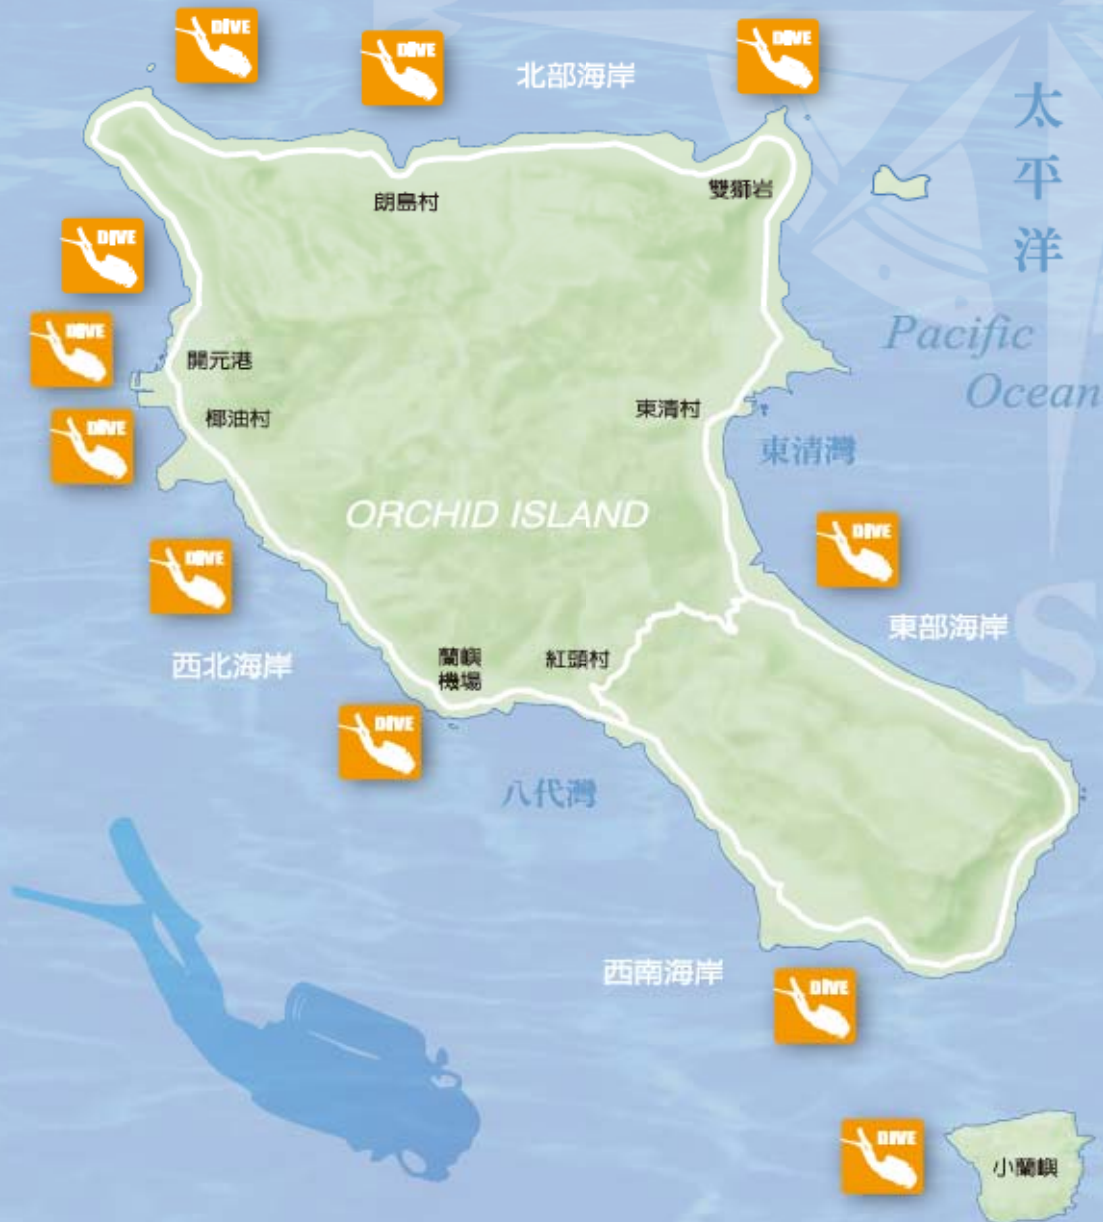 DIVE
DIVE
DIVE
北部海岸
太平洋
朗島村
雙獅岩
DIVE
DIVE
Pacific
Ocean
開元港
DIVE
椰油村
東清村
東清灣
ORCHID ISLAND
DIVE
DIVE
東部海岸
西北海岸
蘭嶼
機場
紅頭村
DIVE
八代灣
西南海岸
DIVE
DIVE
小蘭嶼
S